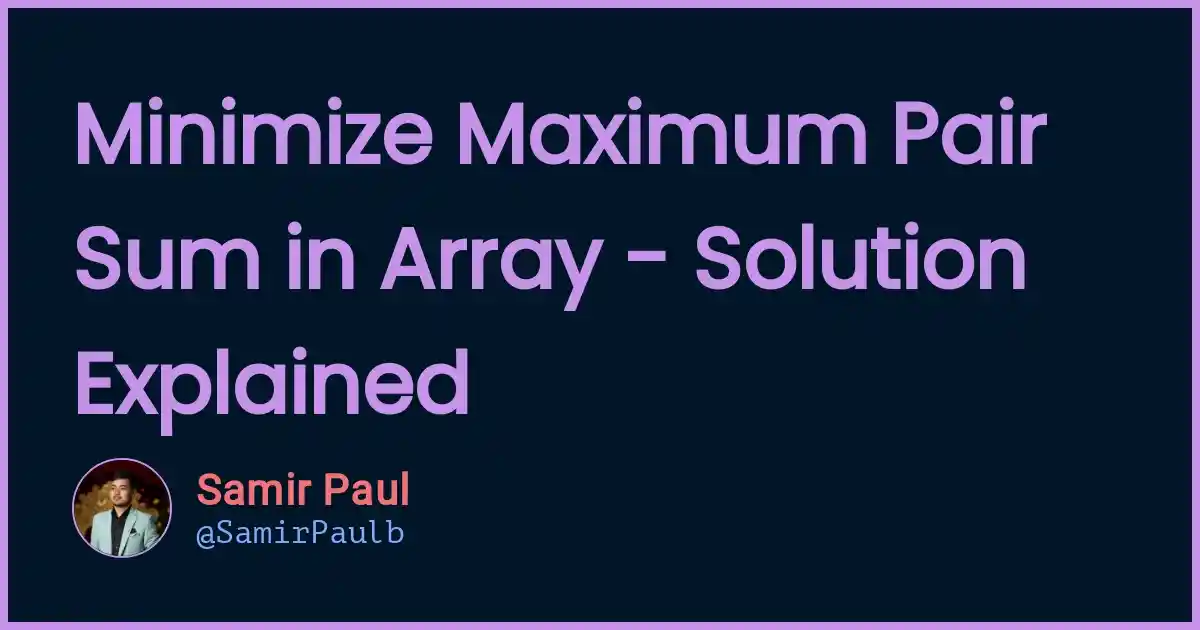 Minimize Maximum Pair
Sum in Array - Solution
Explained
Samir Paul
@SamirPaulb